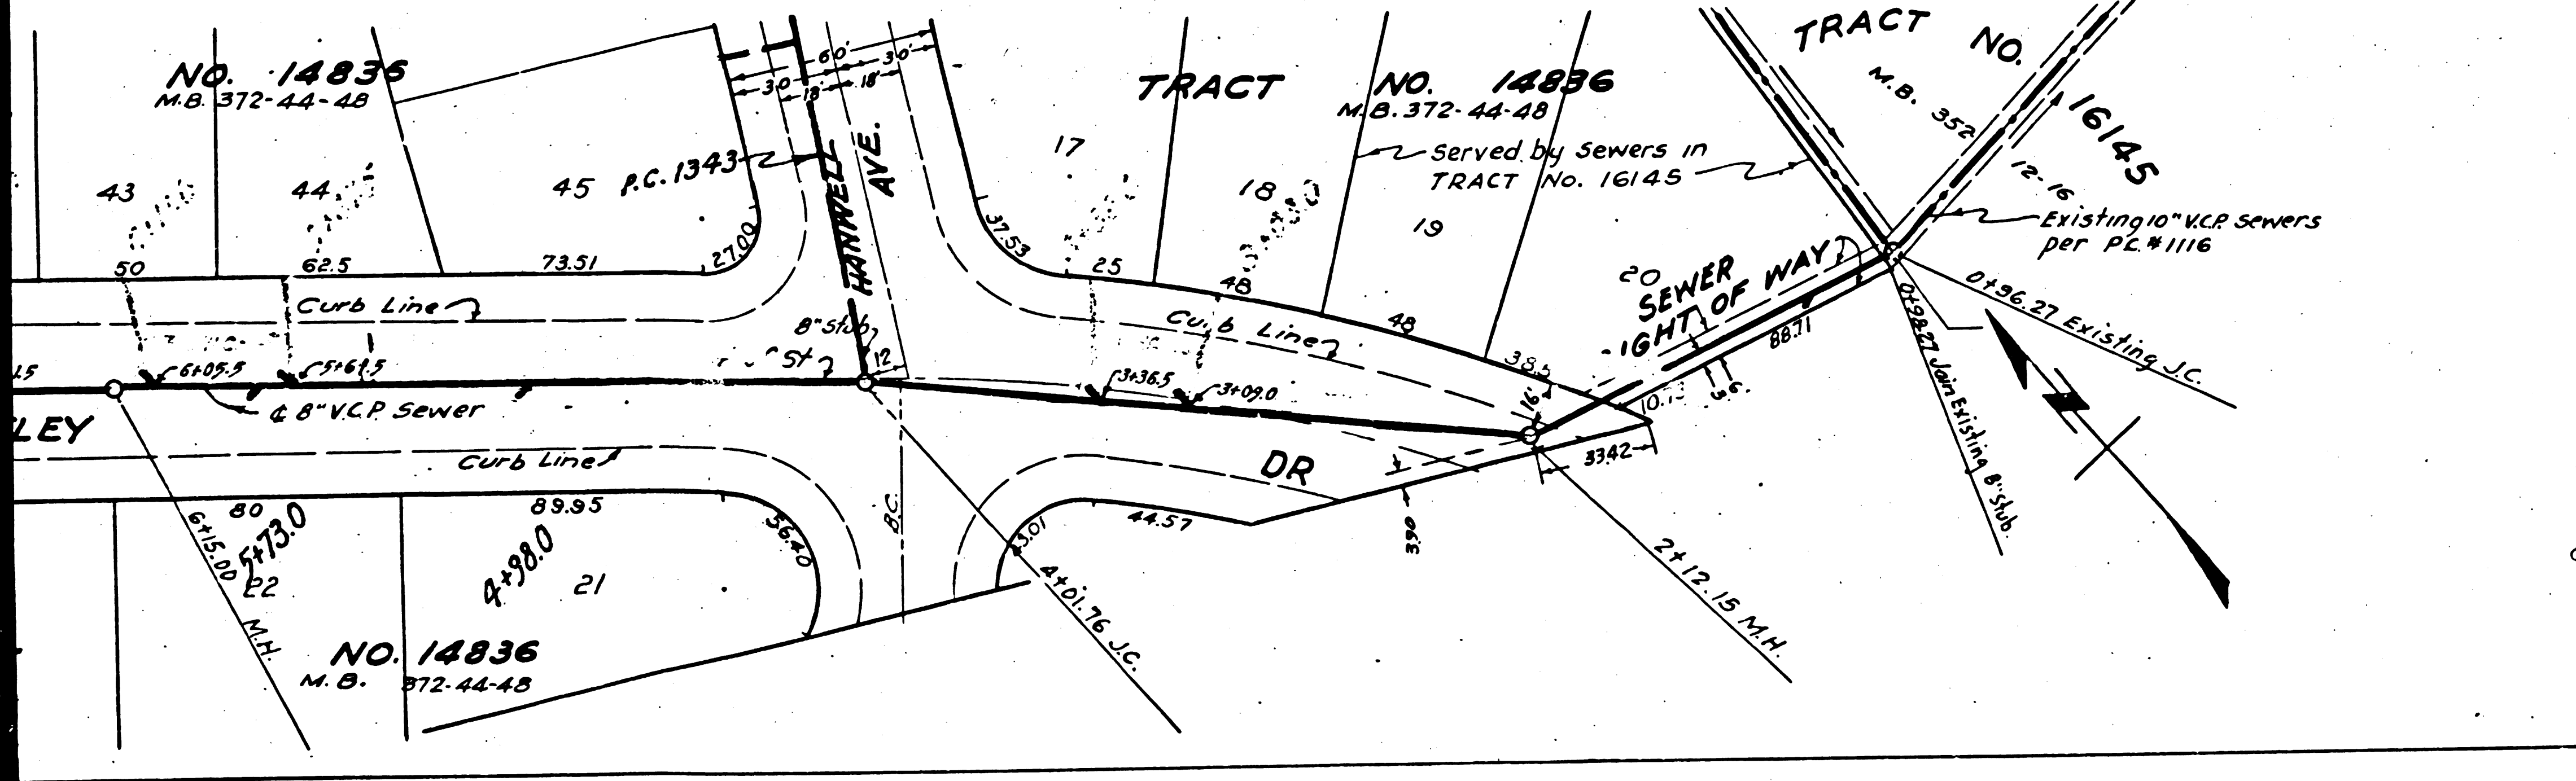 NO. 14836
M.B. 372-44-48
43
44
45
P.C. 1343
50
62.5
73.51
27.00
60'
30'
30'
18'
18'
HANWELL
AVE.
37.53
TRACT NO. 14836
M.B. 372-44-48
17
18
19
25
48
48
38.5
Served by Sewers in
TRACT No. 16145
TRACT NO. 16145
M.B. 352
12-16
Existing 10" V.C.P. Sewers
per P.C. #1116
20
SEWER
IGHT OF WAY
88.71
0+96.27 Existing J.C.
0+98.27 Join Existing 8" Stub.
Curb Line
Curb Line
8" Stub
12
St
6+05.5
5+61.5
3+36.5
3+09.0
¢ 8" V.C.P. Sewer
LEY
Curb Line
DR
16'
33.42
3.90
80
89.95
56.40
B.C.
43.01
44.57
6+15.00 M.H.
5+73.0
22
4+98.0
21
4+01.76 J.C.
2+12.15 M.H.
NO. 14836
M.B. 372-44-48